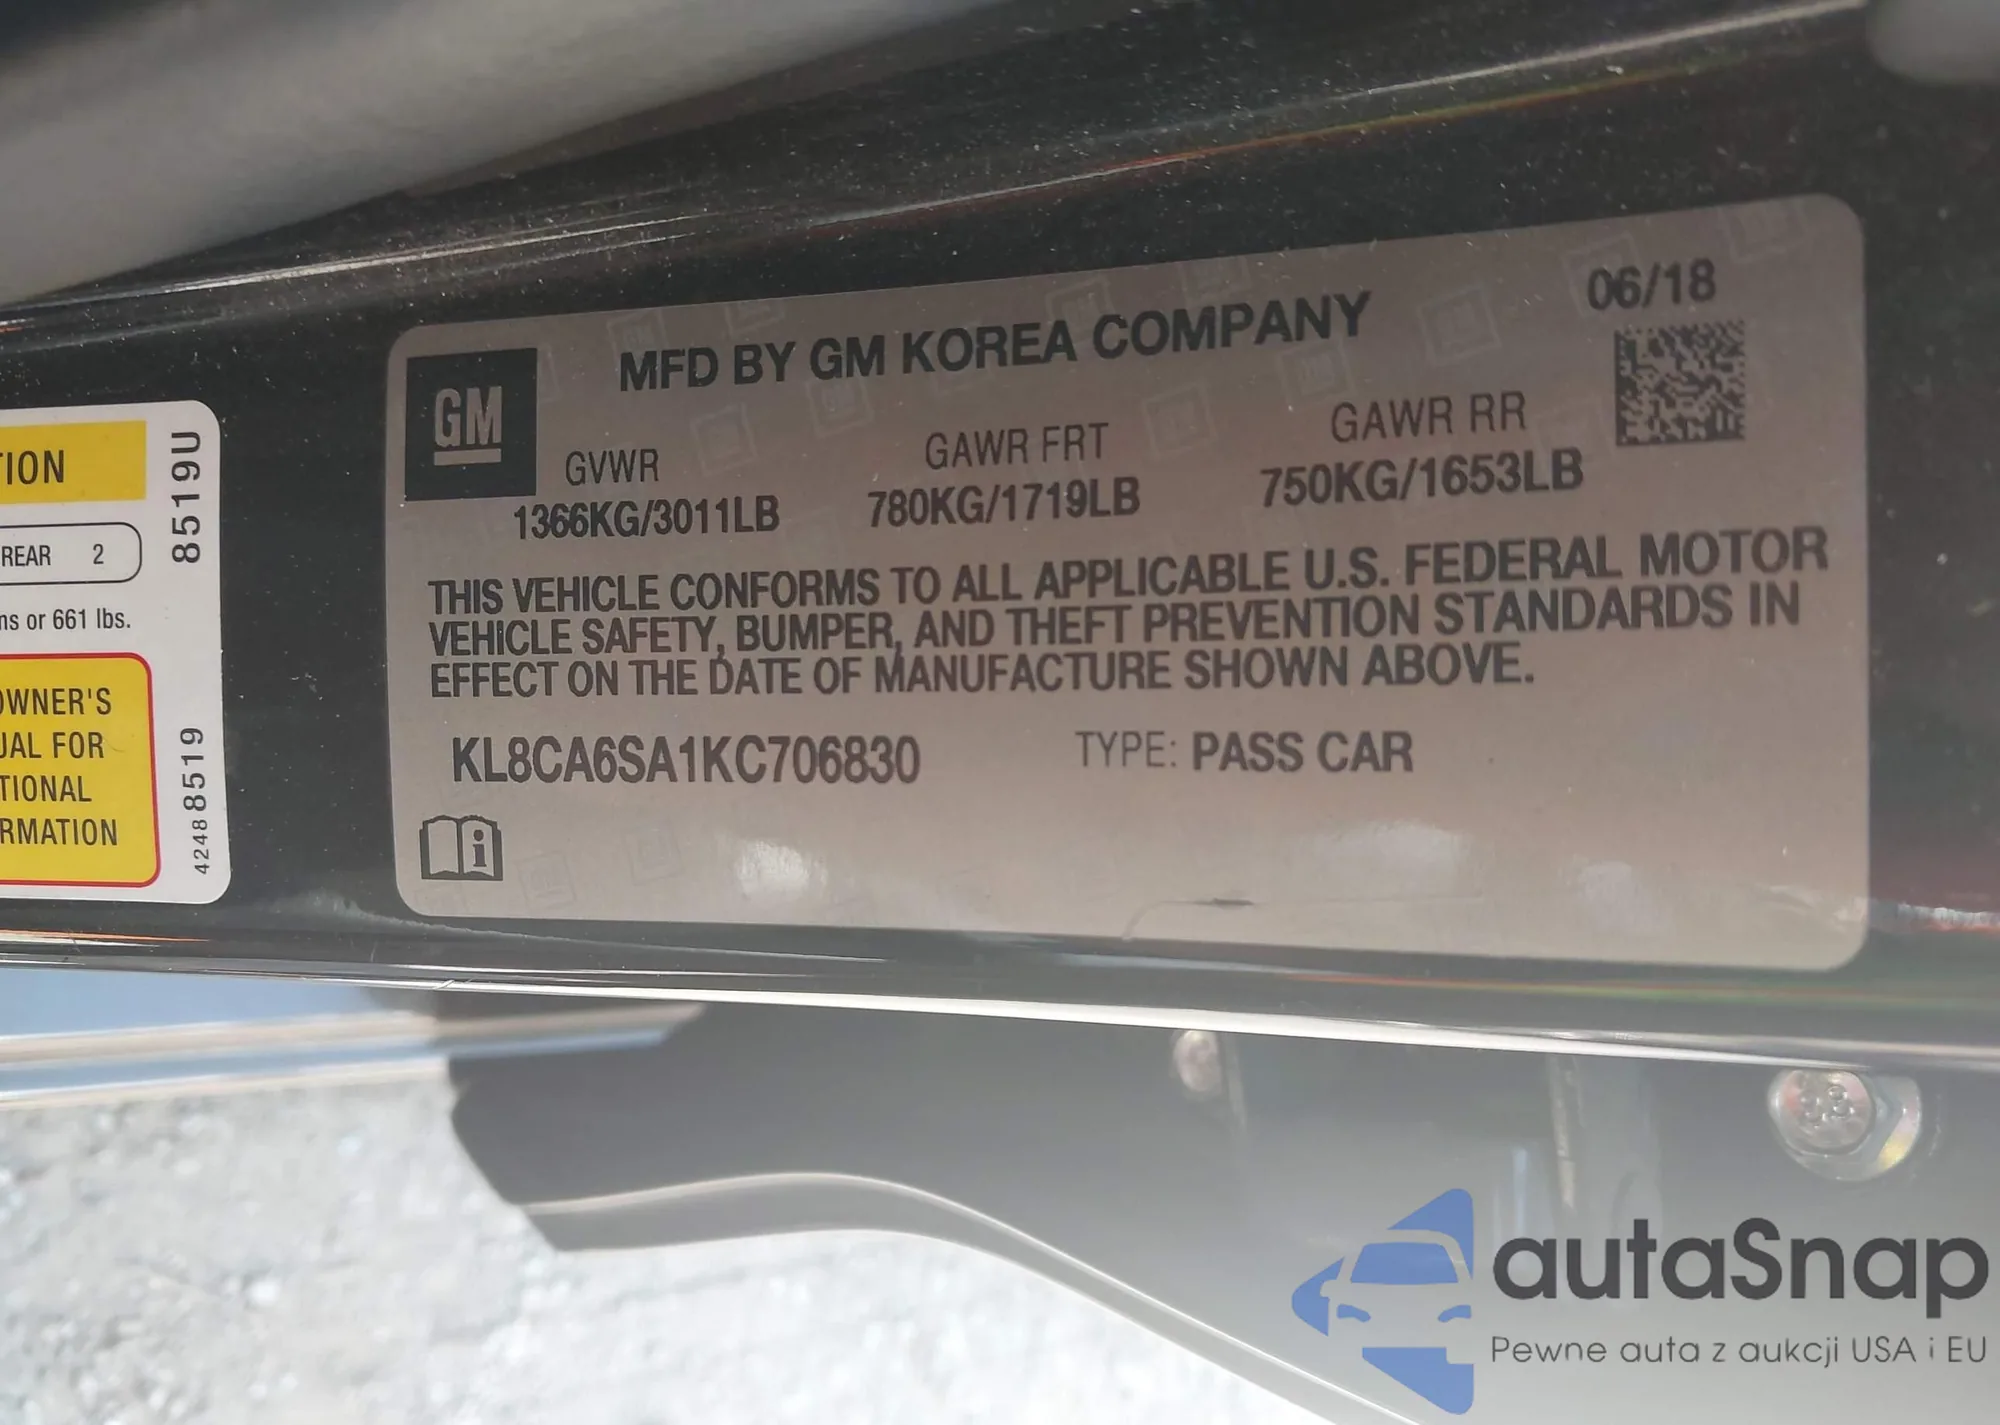 TION
REAR 2
ns or 661 lbs.
OWNER'S
UAL FOR
TIONAL
RMATION
8519U
42488519
GM
MFD BY GM KOREA COMPANY
06/18
GVWR
1366KG/3011LB
GAWR FRT
780KG/1719LB
GAWR RR
750KG/1653LB
THIS VEHICLE CONFORMS TO ALL APPLICABLE U.S. FEDERAL MOTOR
VEHICLE SAFETY, BUMPER, AND THEFT PREVENTION STANDARDS IN
EFFECT ON THE DATE OF MANUFACTURE SHOWN ABOVE.
KL8CA6SA1KC706830
TYPE: PASS CAR
autaSnap
Pewne auta z aukcji USA i EU